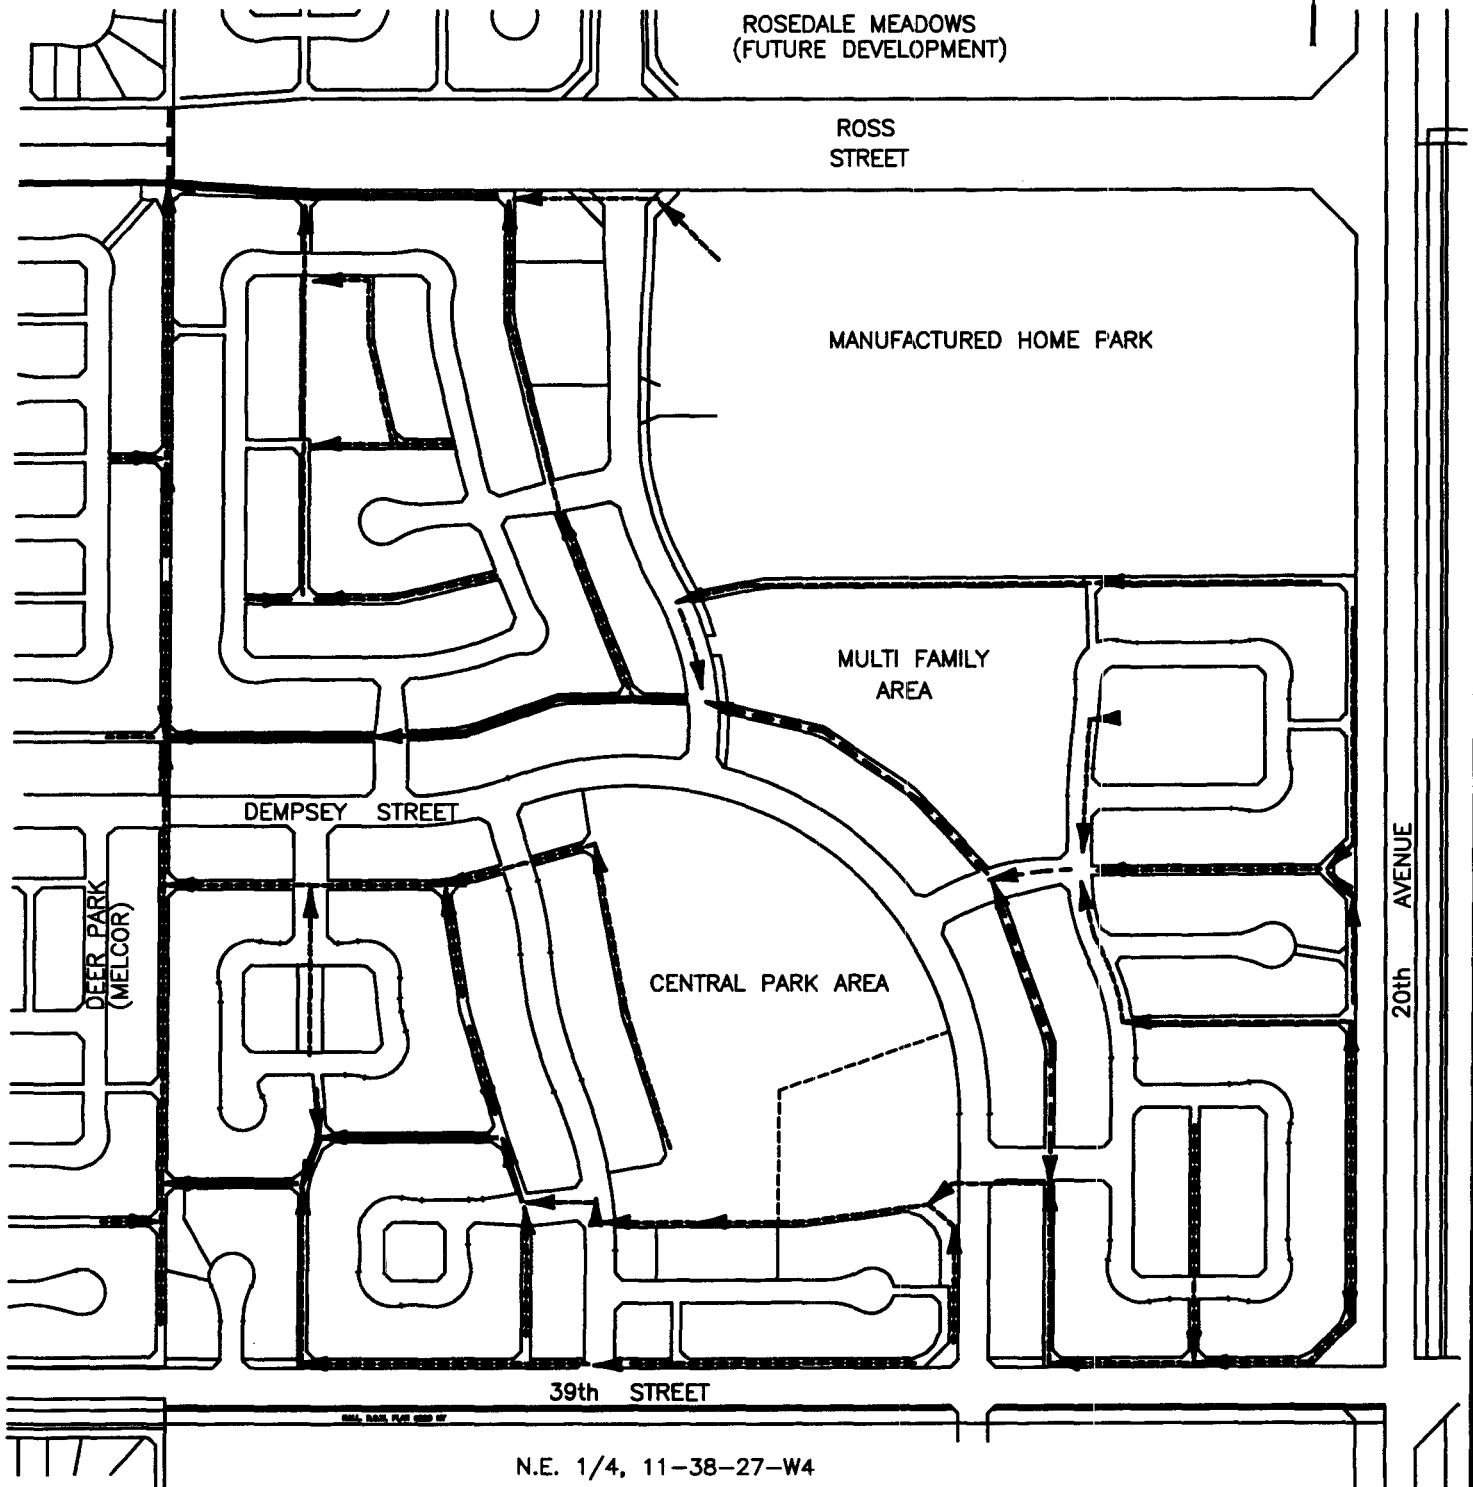 ROSEDALE MEADOWS
(FUTURE DEVELOPMENT)
ROSS
STREET
MANUFACTURED HOME PARK
MULTI FAMILY
AREA
DEMPSEY STREET
20th AVENUE
DEER PARK
(MELCOR)
CENTRAL PARK AREA
39th STREET
N.E. 1/4, 11-38-27-W4